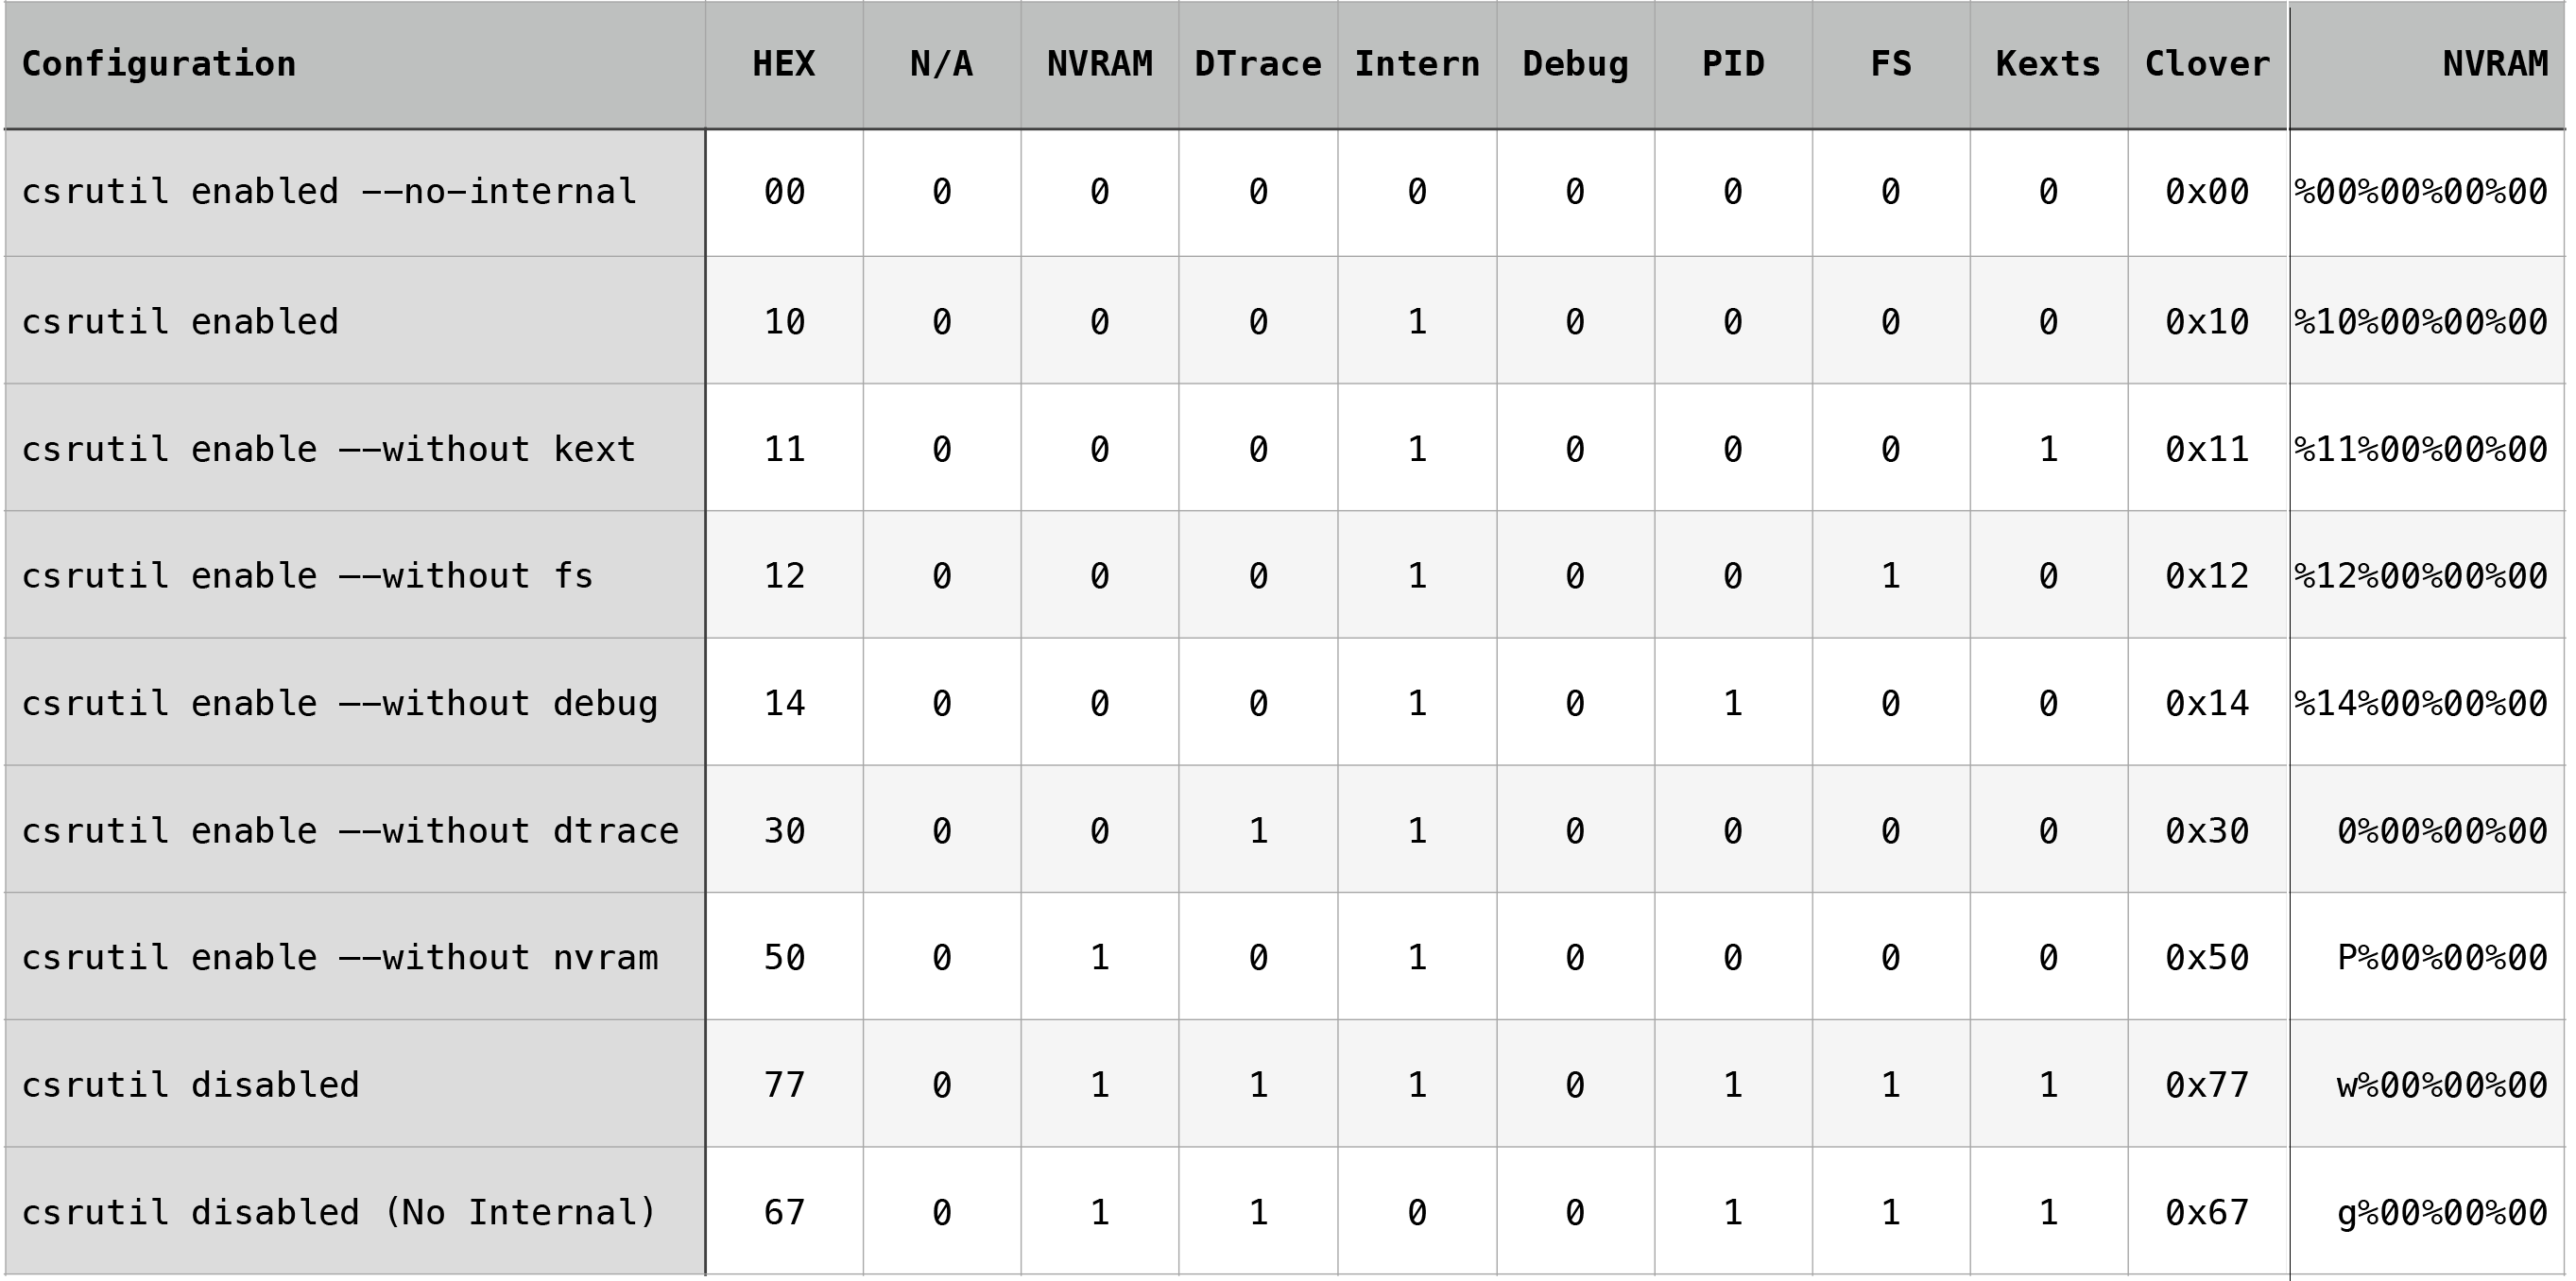 Configuration HEX N/A NVRAM DTrace Intern Debug PID FS Kexts Clover NVRAM
csrutil enabled --no-internal 00 0 0 0 0 0 0 0 0 0x00 %00%00%00%00
csrutil enabled 10 0 0 0 1 0 0 0 0 0x10 %10%00%00%00
csrutil enable --without kext 11 0 0 0 1 0 0 0 1 0x11 %11%00%00%00
csrutil enable --without fs 12 0 0 0 1 0 0 1 0 0x12 %12%00%00%00
csrutil enable --without debug 14 0 0 0 1 0 1 0 0 0x14 %14%00%00%00
csrutil enable --without dtrace 30 0 0 1 1 0 0 0 0 0x30 0%00%00%00
csrutil enable --without nvram 50 0 1 0 1 0 0 0 0 0x50 P%00%00%00
csrutil disabled 77 0 1 1 1 0 1 1 1 0x77 w%00%00%00
csrutil disabled (No Internal) 67 0 1 1 0 0 1 1 1 0x67 g%00%00%00